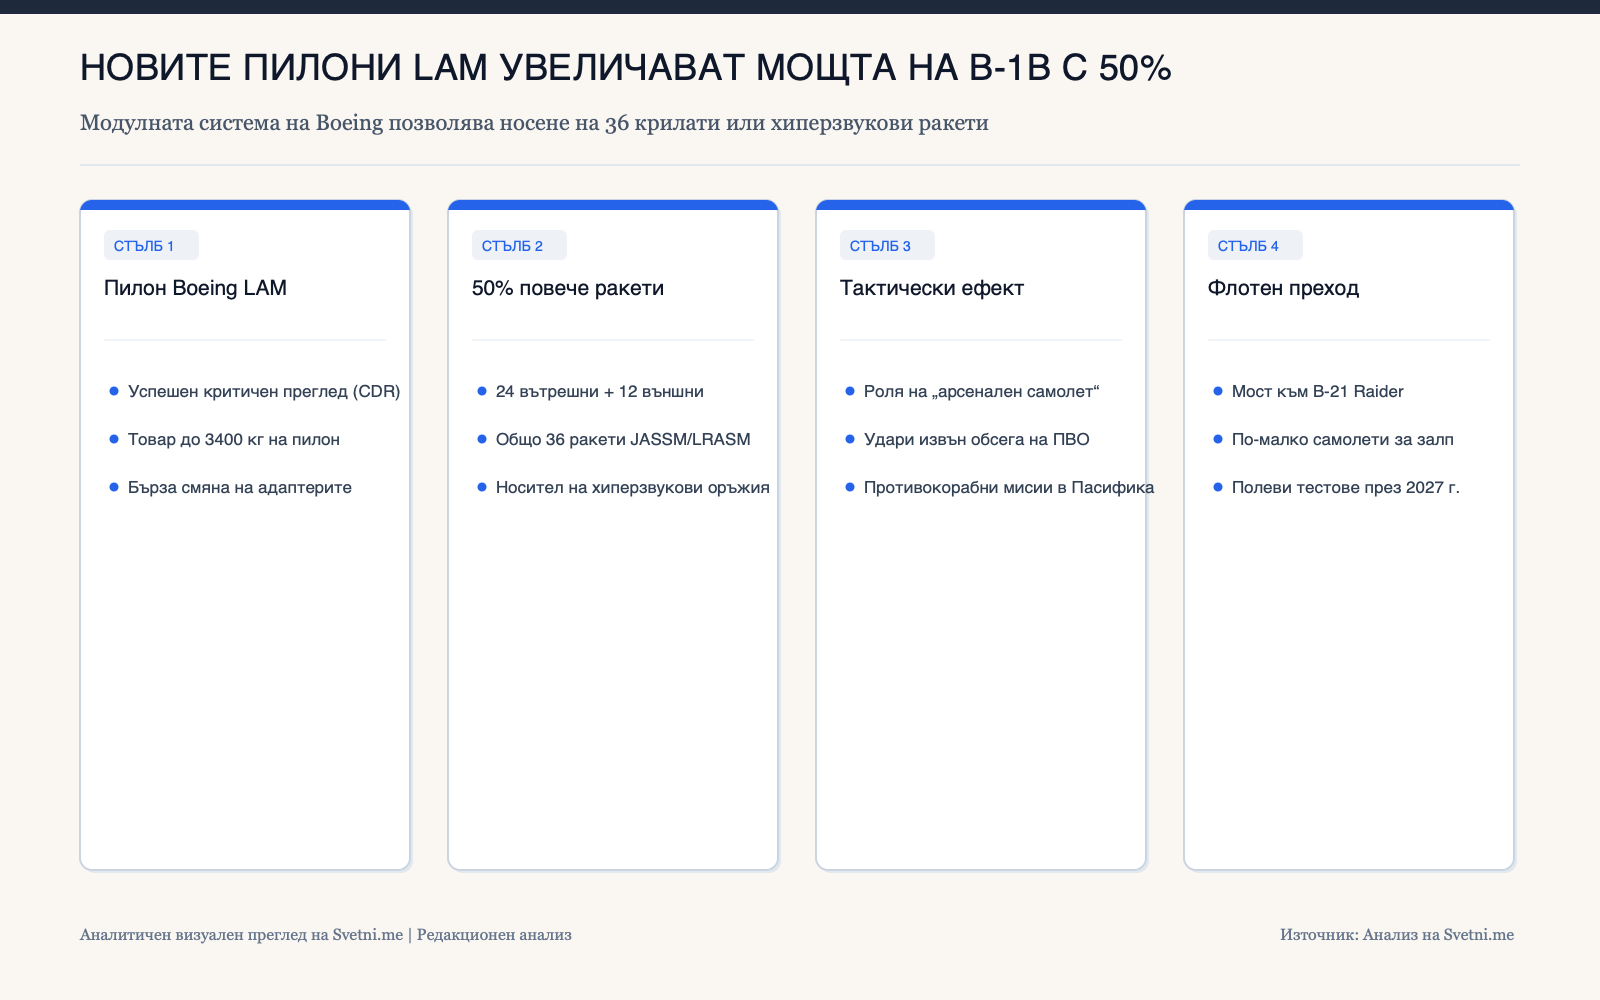 НОВИТЕ ПИЛОНИ LAM УВЕЛИЧАВАТ МОЩТА НА B-1B С 50%
Модулната система на Boeing позволява носене на 36 крилати или хиперзвукови ракети
СТЪЛБ 1
Пилон Boeing LAM
Успешен критичен преглед (CDR)
Товар до 3400 кг на пилон
Бърза смяна на адаптерите
СТЪЛБ 2
50% повече ракети
24 вътрешни + 12 външни
Общо 36 ракети JASSM/LRASM
Носител на хиперзвукови оръжия
СТЪЛБ 3
Тактически ефект
Роля на „арсенален самолет“
Удари извън обсега на ПВО
Противокорабни мисии в Пасифика
СТЪЛБ 4
Флотен преход
Мост към B-21 Raider
По-малко самолети за залп
Полеви тестове през 2027 г.
Аналитичен визуален преглед на Svetni.me | Редакционен анализ
Източник: Анализ на Svetni.me